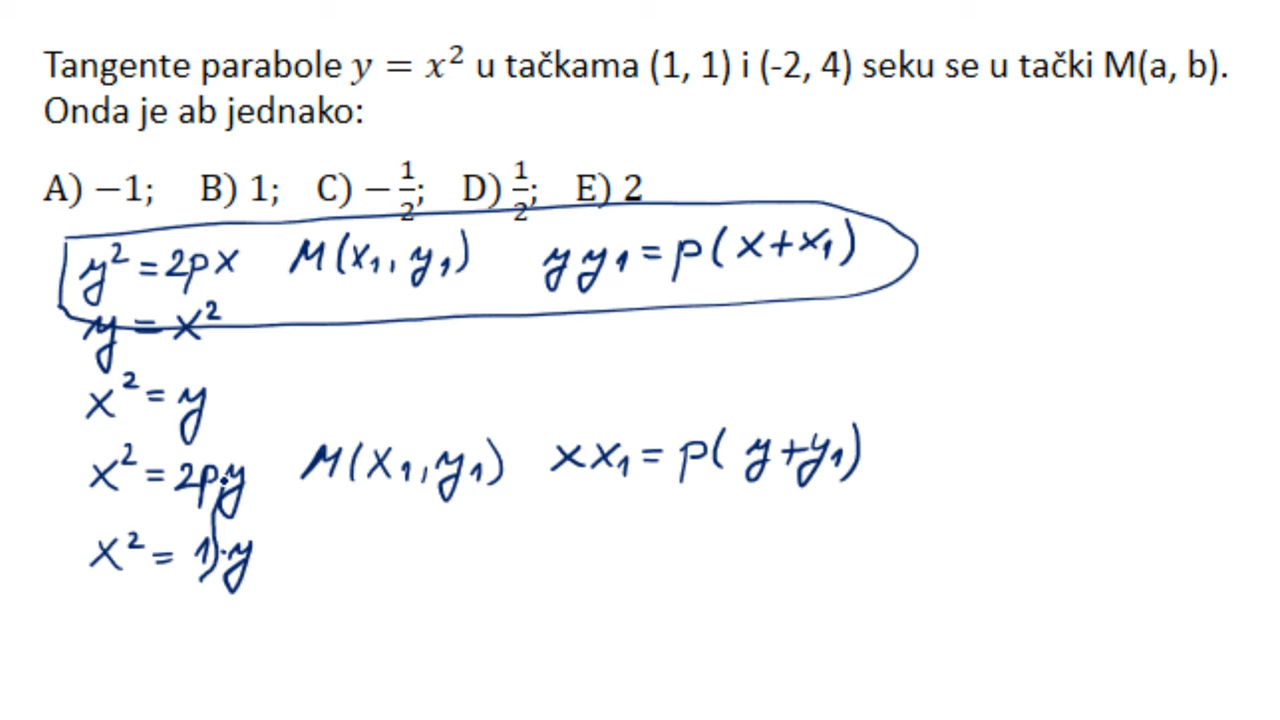 Tangente parabole y = x² u tačkama (1, 1) i (-2, 4) seku se u tački M(a, b).
Onda je ab jednako:
A) −1; B) 1; C) −1/2; D) 1/2; E) 2
y² = 2px M(x₁, y₁) yy₁ = p(x+x₁)
y = x²
x² = y
x² = 2p·y M(x₁, y₁) xx₁ = p(y+y₁)
x² = 1·y